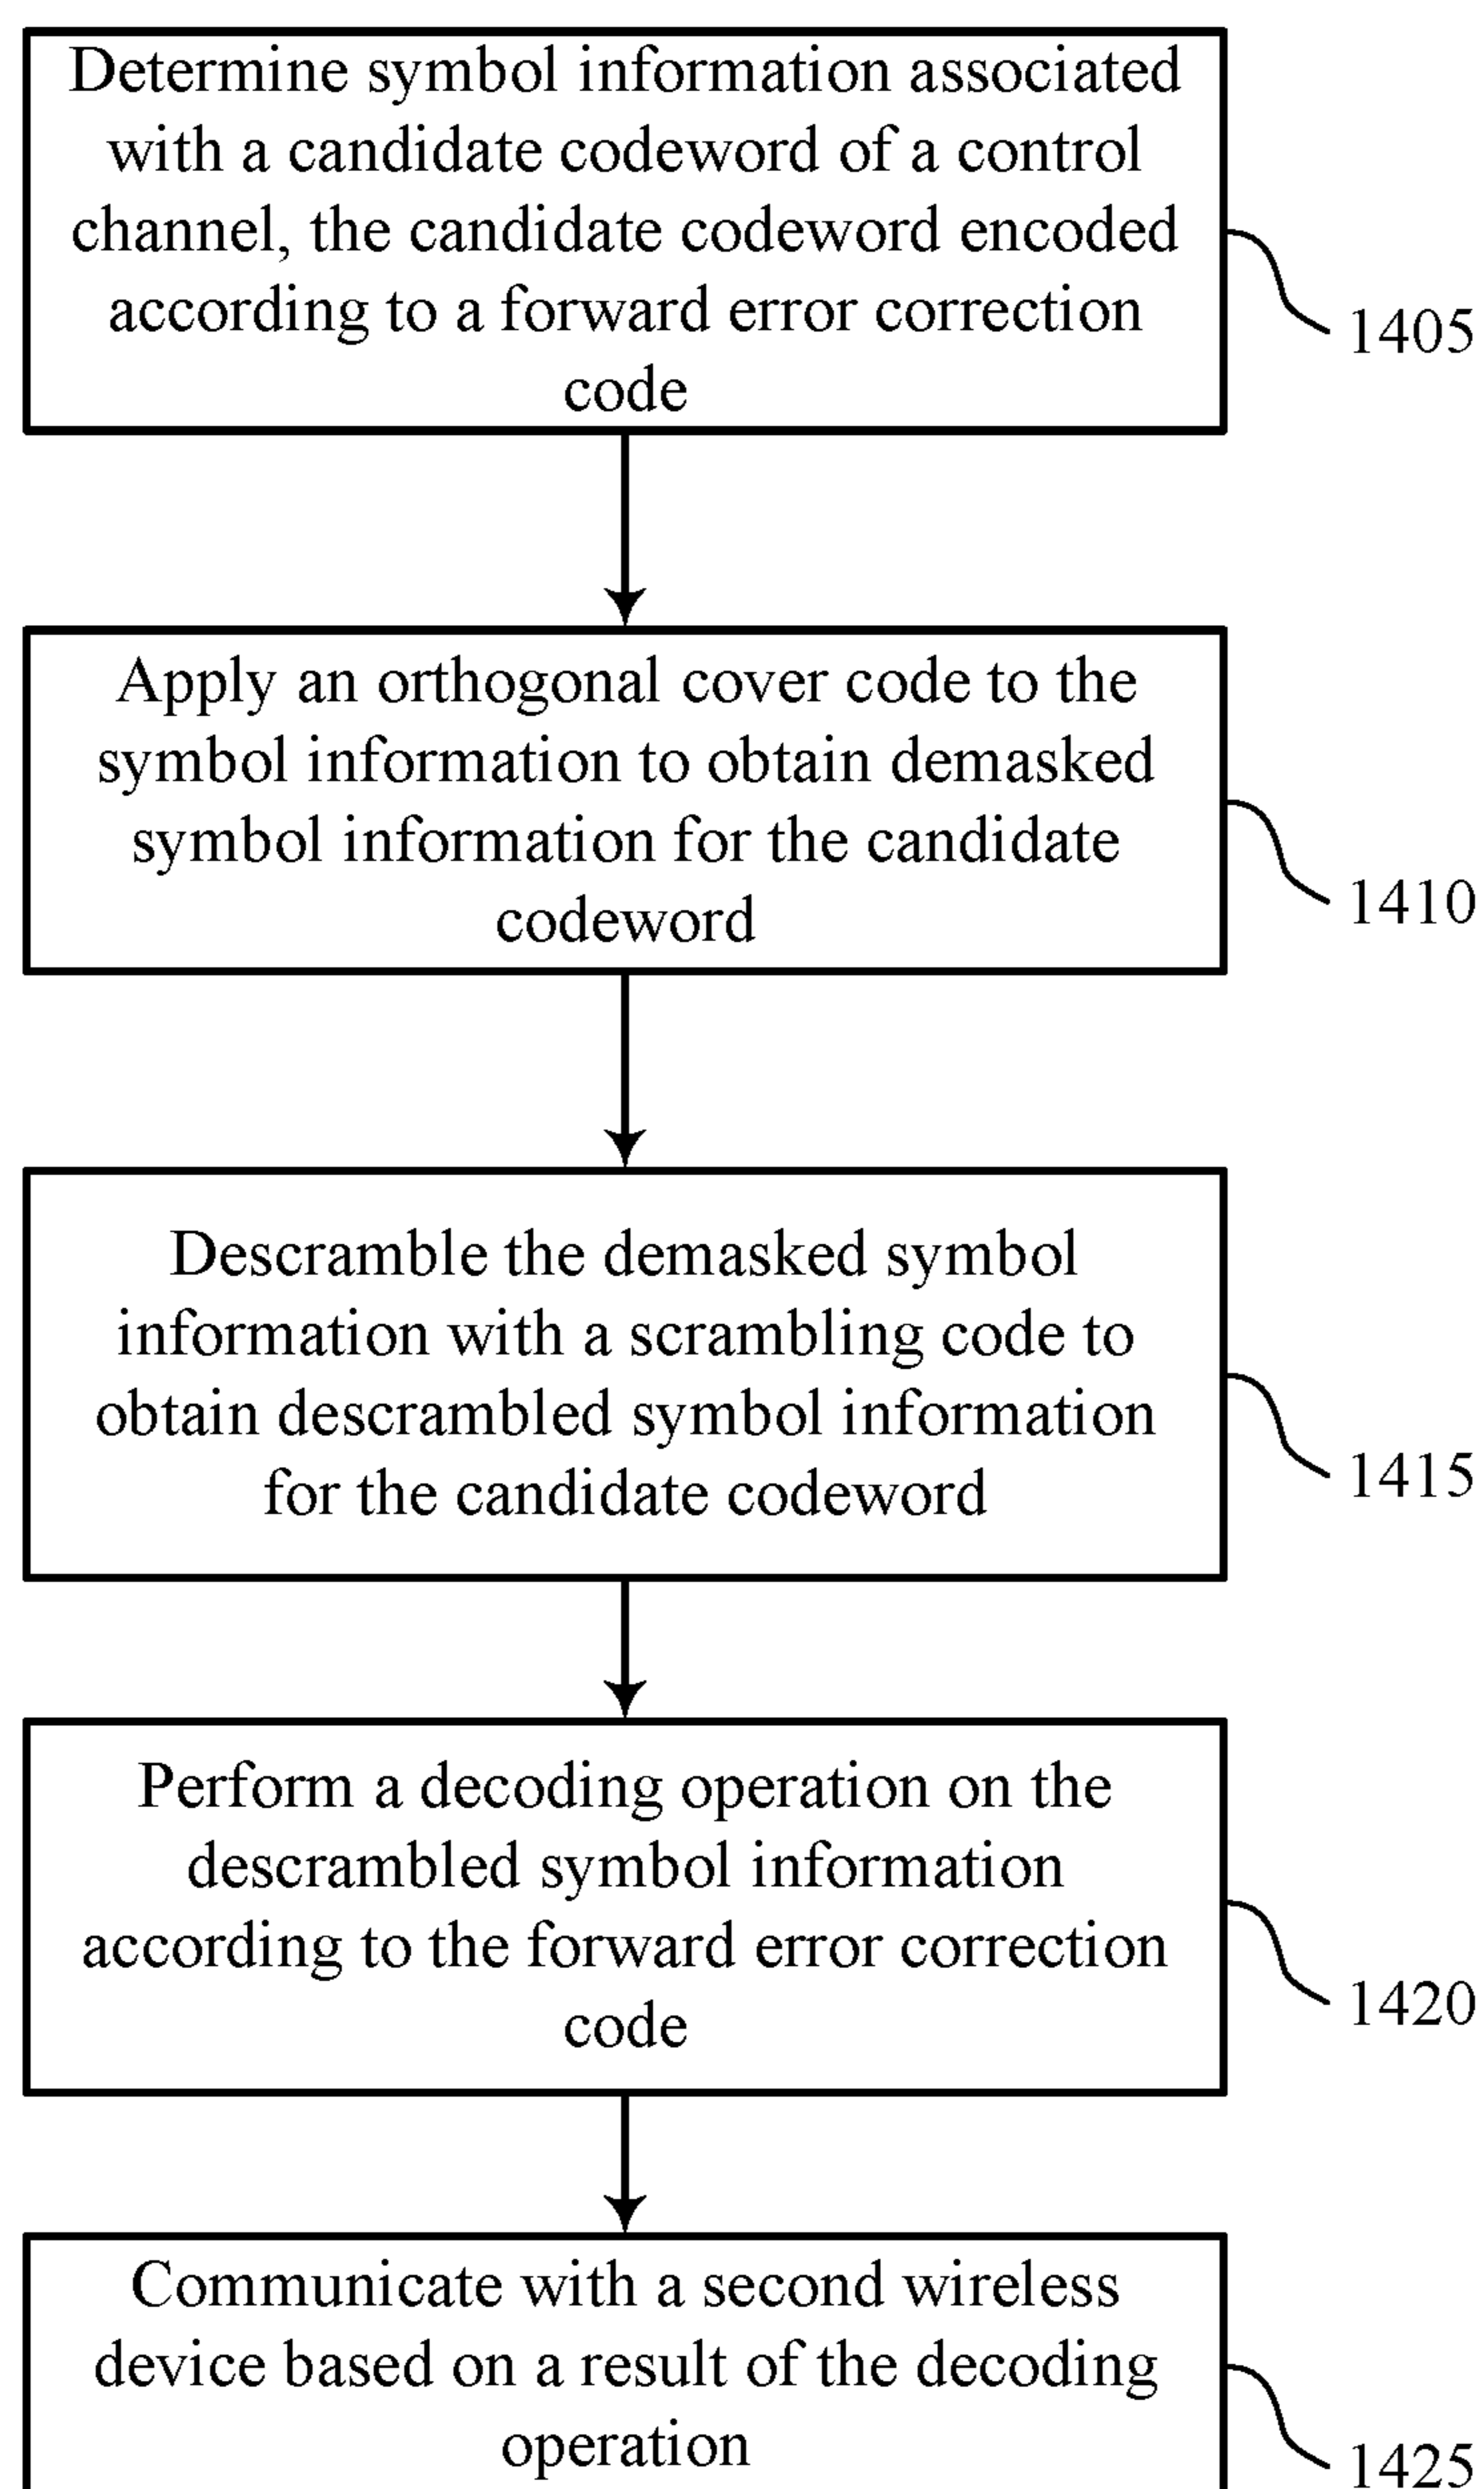 Determine symbol information associated
with a candidate codeword of a control
channel, the candidate codeword encoded
according to a forward error correction
code
1405
Apply an orthogonal cover code to the
symbol information to obtain demasked
symbol information for the candidate
codeword
1410
Descramble the demasked symbol
information with a scrambling code to
obtain descrambled symbol information
for the candidate codeword
1415
Perform a decoding operation on the
descrambled symbol information
according to the forward error correction
code
1420
Communicate with a second wireless
device based on a result of the decoding
operation
1425